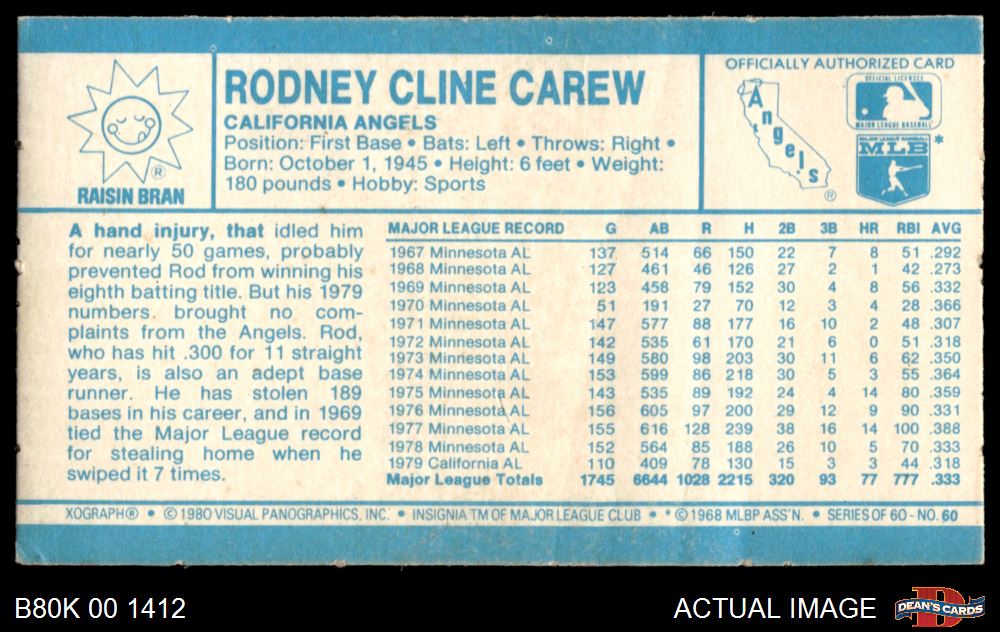 RODNEY CLINE CAREW
CALIFORNIA ANGELS
Position: First Base • Bats: Left • Throws: Right •
Born: October 1, 1945 • Height: 6 feet • Weight:
180 pounds • Hobby: Sports
®
RAISIN BRAN
OFFICIALLY AUTHORIZED CARD
Angels
®
OFFICIAL LICENSEE
MAJOR LEAGUE BASEBALL
MAJOR LEAGUE BASEBALL
MLB
*
A hand injury, that idled him
for nearly 50 games, probably
prevented Rod from winning his
eighth batting title. But his 1979
numbers brought no com-
plaints from the Angels. Rod,
who has hit .300 for 11 straight
years, is also an adept base
runner. He has stolen 189
bases in his career, and in 1969
tied the Major League record
for stealing home when he
swiped it 7 times.
MAJOR LEAGUE RECORD G AB R H 2B 3B HR RBI AVG
1967 Minnesota AL 137 514 66 150 22 7 8 51 .292
1968 Minnesota AL 127 461 46 126 27 2 1 42 .273
1969 Minnesota AL 123 458 79 152 30 4 8 56 .332
1970 Minnesota AL 51 191 27 70 12 3 4 28 .366
1971 Minnesota AL 147 577 88 177 16 10 2 48 .307
1972 Minnesota AL 142 535 61 170 21 6 0 51 .318
1973 Minnesota AL 149 580 98 203 30 11 6 62 .350
1974 Minnesota AL 153 599 86 218 30 5 3 55 .364
1975 Minnesota AL 143 535 89 192 24 4 14 80 .359
1976 Minnesota AL 156 605 97 200 29 12 9 90 .331
1977 Minnesota AL 155 616 128 239 38 16 14 100 .388
1978 Minnesota AL 152 564 85 188 26 10 5 70 .333
1979 California AL 110 409 78 130 15 3 3 44 .318
Major League Totals 1745 6644 1028 2215 320 93 77 777 .333
XOGRAPH® • © 1980 VISUAL PANOGRAPHICS, INC. • INSIGNIA TM OF MAJOR LEAGUE CLUB • * © 1968 MLBP ASS'N. • SERIES OF 60 - NO. 60
B80K 00 1412
ACTUAL IMAGE
DEAN'S CARDS